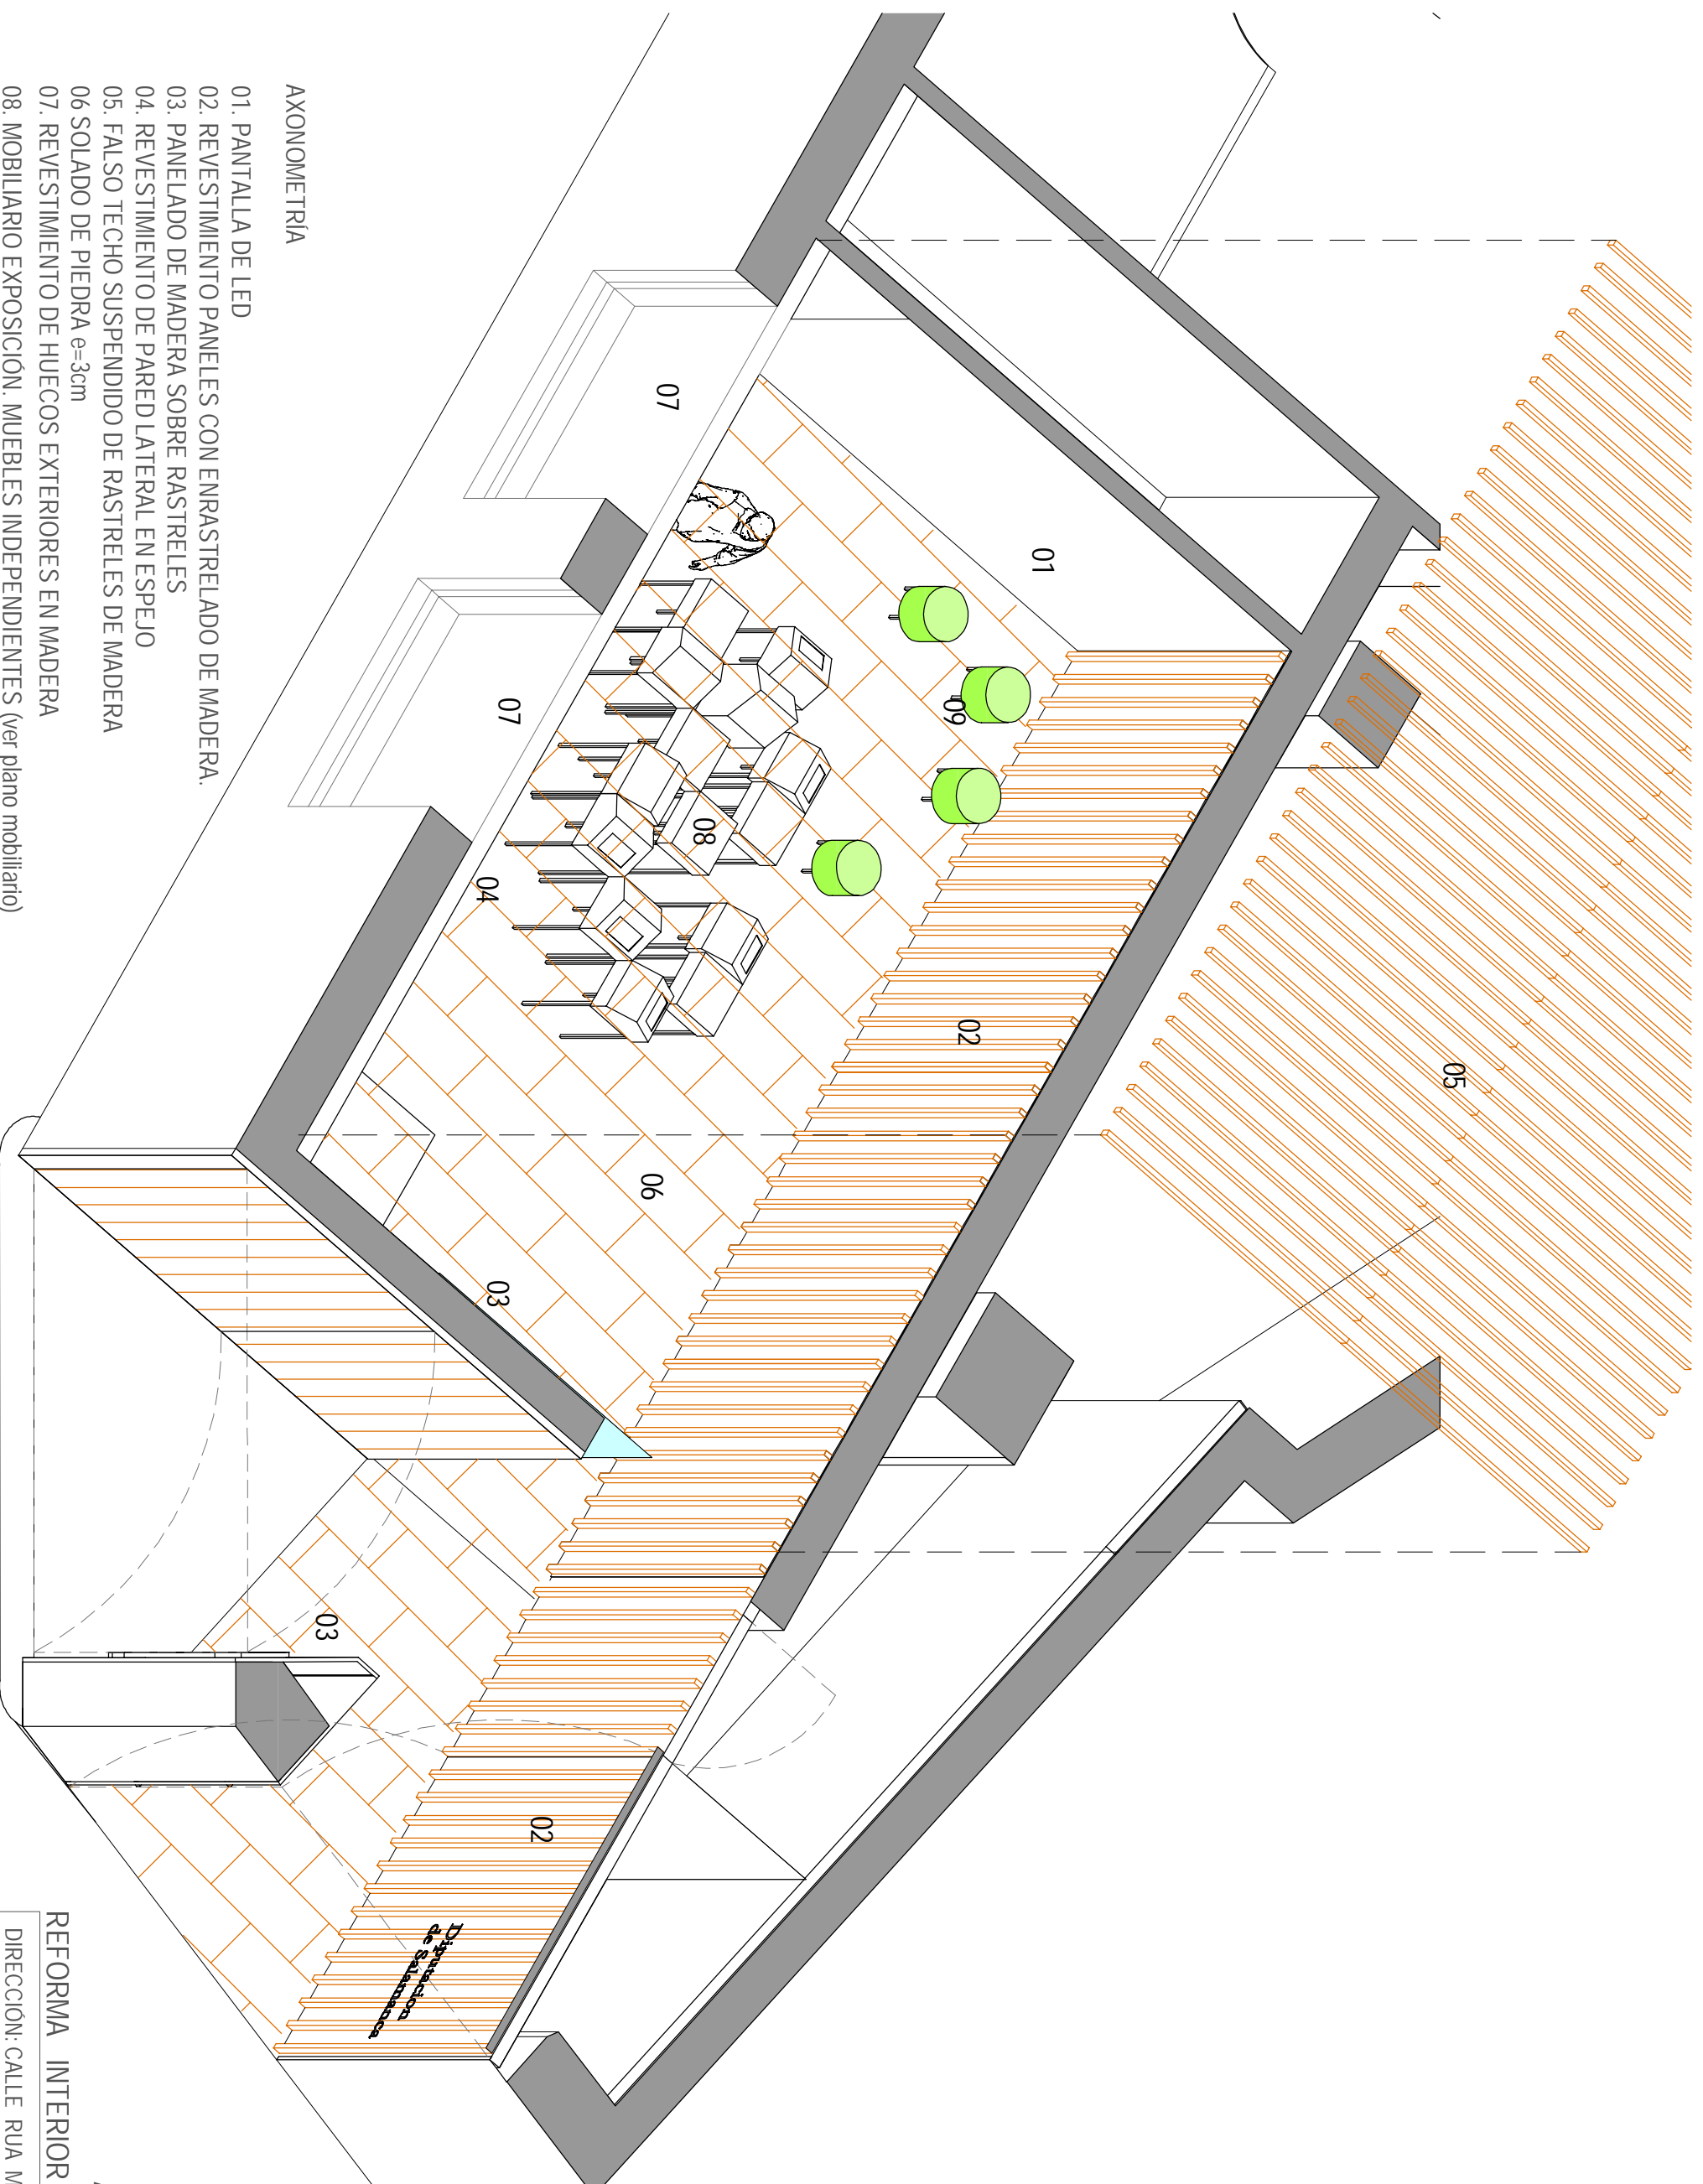 AXONOMETRÍA
01. PANTALLA DE LED
02. REVESTIMIENTO PANELES CON ENRASTRELADO DE MADERA.
03. PANELADO DE MADERA SOBRE RASTRELES
04. REVESTIMIENTO DE PARED LATERAL EN ESPEJO
05. FALSO TECHO SUSPENDIDO DE RASTRELES DE MADERA
06 SOLADO DE PIEDRA e=3cm
07. REVESTIMIENTO DE HUECOS EXTERIORES EN MADERA
08. MOBILIARIO EXPOSICIÓN. MUEBLES INDEPENDIENTES (ver plano mobiliario)
05
01
09
02
07
08
07
04
06
03
03
02
Diputacion
de Salamanca
REFORMA INTERIOR
DIRECCIÓN: CALLE RUA M